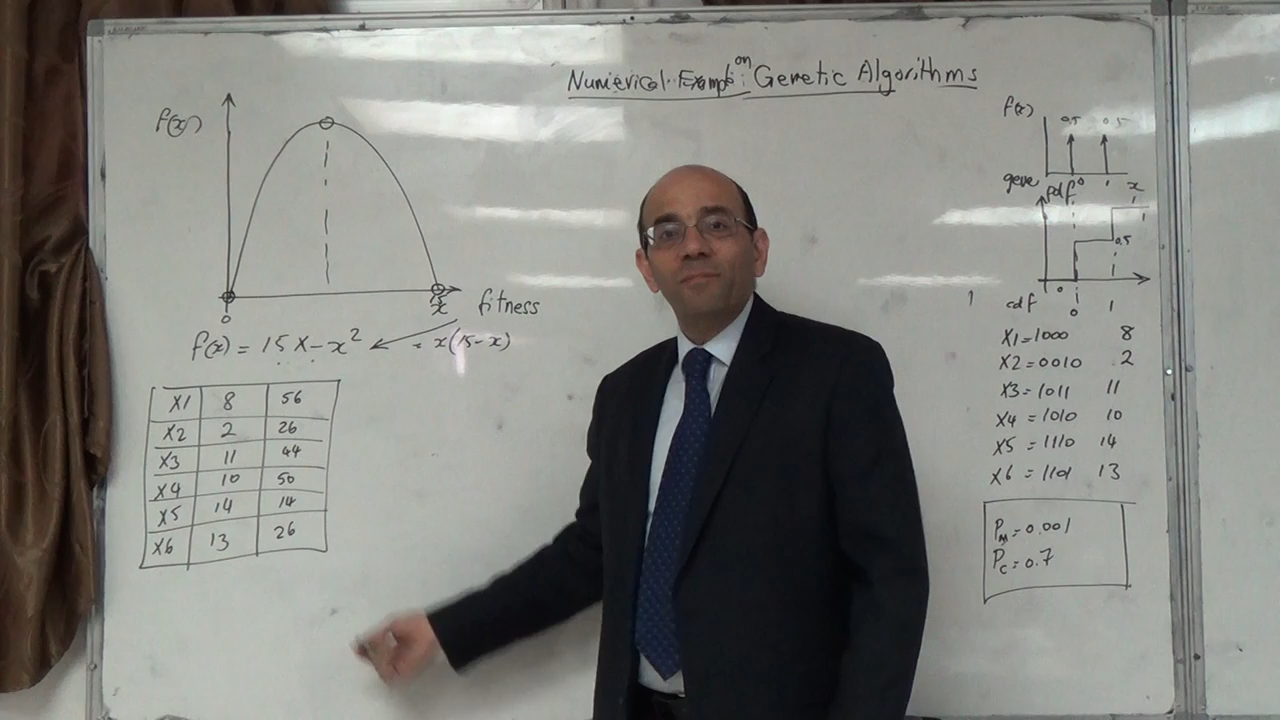 Numerical Example on : Genetic Algorithms
f(x)
0
x
fitness
f(x) = 15x - x² = x(15-x)
X1 8 56
X2 2 26
X3 11 44
X4 10 50
X5 14 14
X6 13 26
f(x)
0.5 0.5
gene pdf 0 1 x
1
0.5
0
cdf 0 1
X1=1000 8
X2=0010 2
X3=1011 11
X4=1010 10
X5=1110 14
X6=1101 13
PM=0.001
PC=0.7